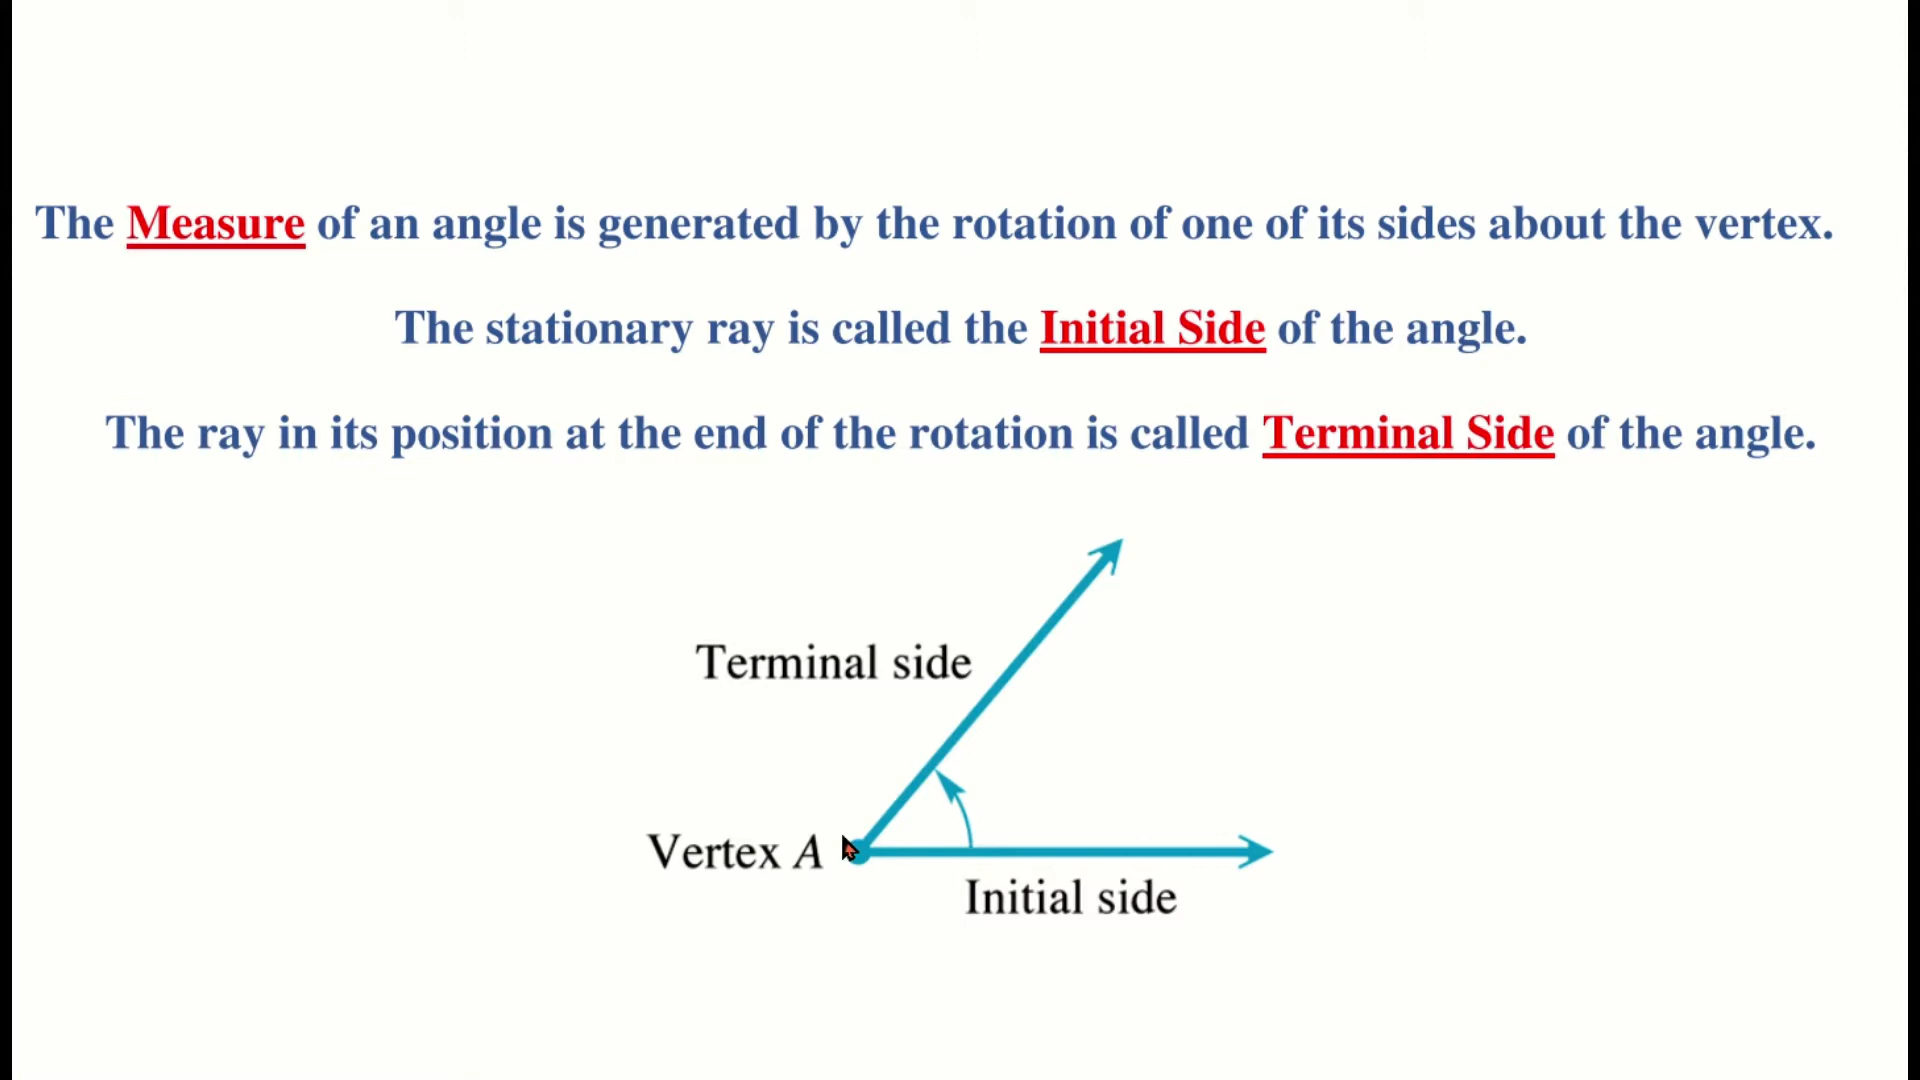 The Measure of an angle is generated by the rotation of one of its sides about the vertex.
The stationary ray is called the Initial Side of the angle.
The ray in its position at the end of the rotation is called Terminal Side of the angle.
Terminal side
Vertex A
Initial side